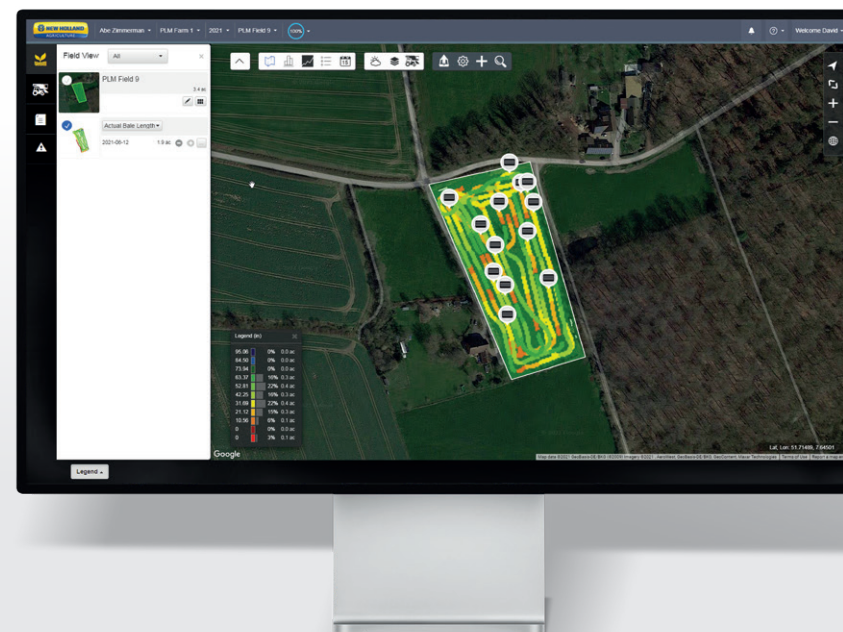 NEW HOLLAND
AGRICULTURE
Abe Zimmerman
PLM Farm 1
2021
PLM Field 9
100%
Welcome David
Field View
All
PLM Field 9
3.4 ac
Actual Bale Length
2021-08-12
1.9 ac
Legend (in)
95.06 0% 0.0 ac
84.50 0% 0.0 ac
73.94 0% 0.0 ac
63.37 16% 0.3 ac
52.81 22% 0.4 ac
42.25 16% 0.3 ac
31.69 22% 0.4 ac
21.12 15% 0.3 ac
10.56 6% 0.1 ac
0 0% 0.0 ac
0 3% 0.1 ac
Lat, Lon: 51.71489, 7.64501
Google
Terms of Use
Legend